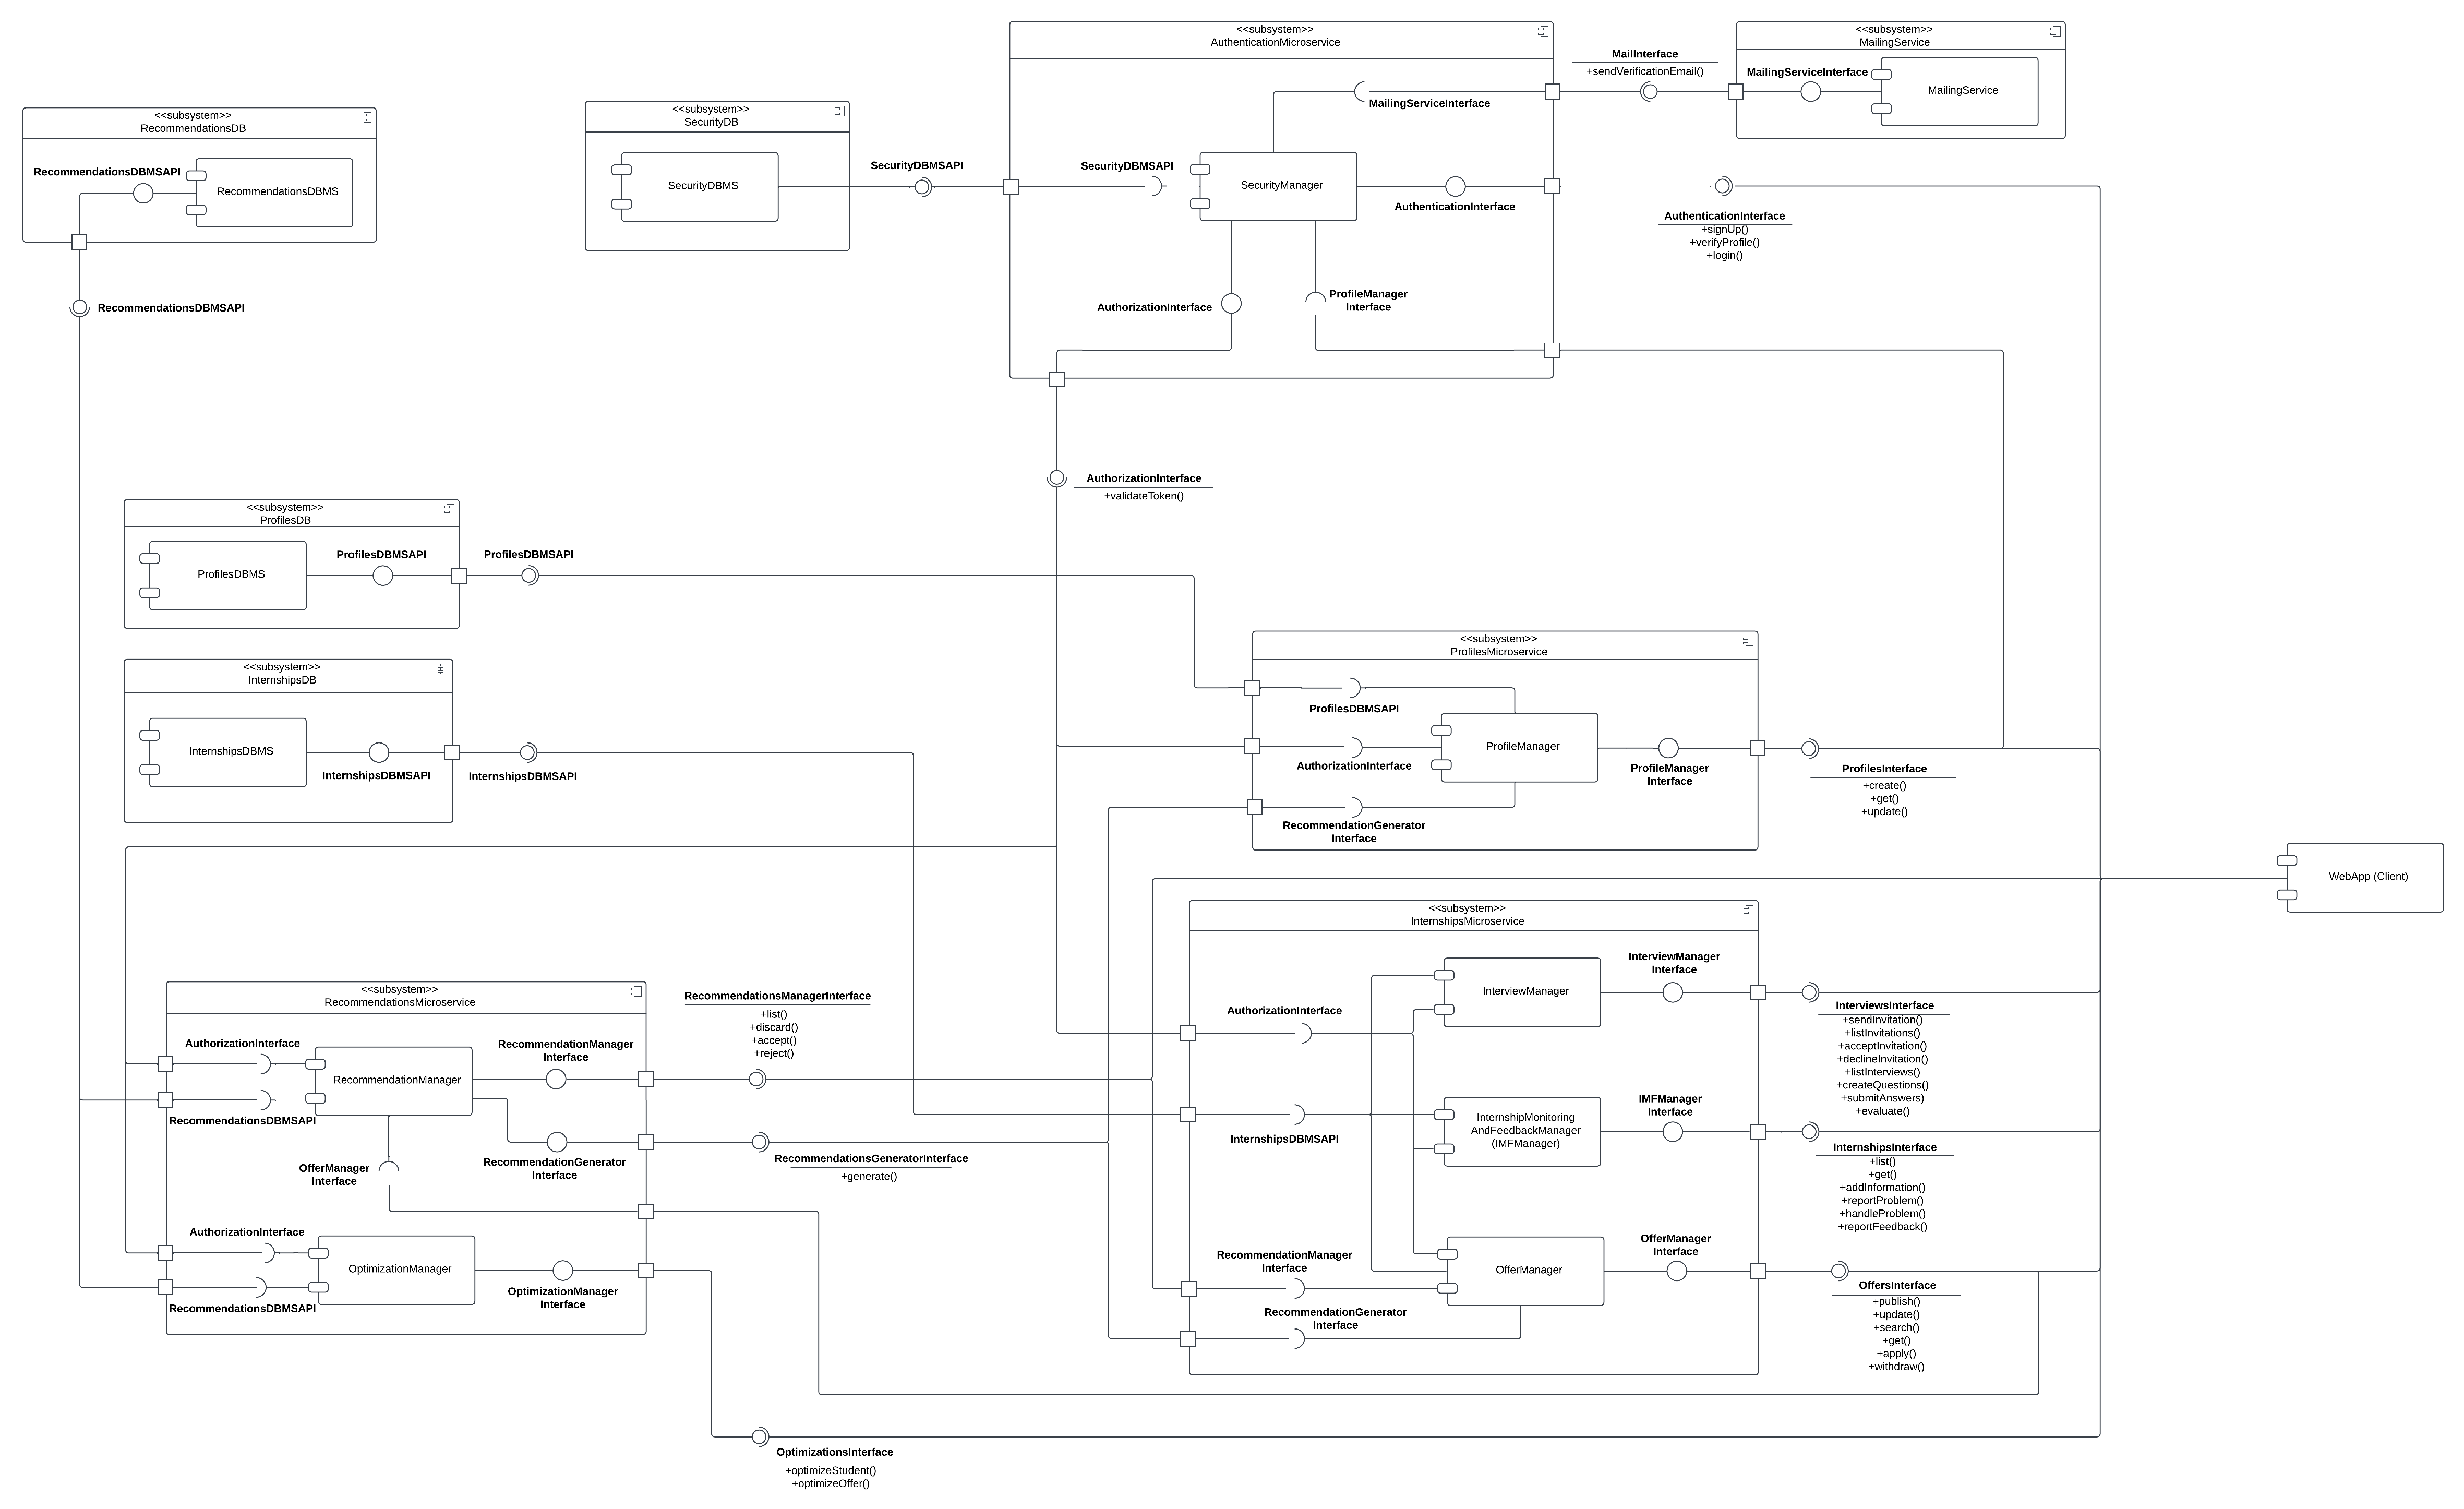 <<subsystem>>
AuthenticationMicroservice
MailingServiceInterface
SecurityDBMSAPI
SecurityManager
AuthenticationInterface
AuthorizationInterface
ProfileManager
Interface
MailInterface
+sendVerificationEmail()
<<subsystem>>
MailingService
MailingServiceInterface
MailingService
<<subsystem>>
RecommendationsDB
RecommendationsDBMSAPI
RecommendationsDBMS
RecommendationsDBMSAPI
<<subsystem>>
SecurityDB
SecurityDBMS
SecurityDBMSAPI
AuthenticationInterface
+signUp()
+verifyProfile()
+login()
AuthorizationInterface
+validateToken()
<<subsystem>>
ProfilesDB
ProfilesDBMS
ProfilesDBMSAPI
ProfilesDBMSAPI
<<subsystem>>
InternshipsDB
InternshipsDBMS
InternshipsDBMSAPI
InternshipsDBMSAPI
<<subsystem>>
ProfilesMicroservice
ProfilesDBMSAPI
ProfileManager
AuthorizationInterface
RecommendationGenerator
Interface
ProfileManager
Interface
ProfilesInterface
+create()
+get()
+update()
WebApp (Client)
<<subsystem>>
RecommendationsMicroservice
AuthorizationInterface
RecommendationManager
RecommendationsDBMSAPI
RecommendationManager
Interface
RecommendationGenerator
Interface
OfferManager
Interface
AuthorizationInterface
OptimizationManager
RecommendationsDBMSAPI
OptimizationManager
Interface
RecommendationsManagerInterface
+list()
+discard()
+accept()
+reject()
RecommendationsGeneratorInterface
+generate()
OptimizationsInterface
+optimizeStudent()
+optimizeOffer()
<<subsystem>>
InternshipsMicroservice
AuthorizationInterface
InterviewManager
InterviewManager
Interface
InternshipsDBMSAPI
InternshipMonitoring
AndFeedbackManager
(IMFManager)
IMFManager
Interface
RecommendationManager
Interface
RecommendationGenerator
Interface
OfferManager
OfferManager
Interface
InterviewsInterface
+sendInvitation()
+listInvitations()
+acceptInvitation()
+declineInvitation()
+listInterviews()
+createQuestions()
+submitAnswers)
+evaluate()
InternshipsInterface
+list()
+get()
+addInformation()
+reportProblem()
+handleProblem()
+reportFeedback()
OffersInterface
+publish()
+update()
+search()
+get()
+apply()
+withdraw()